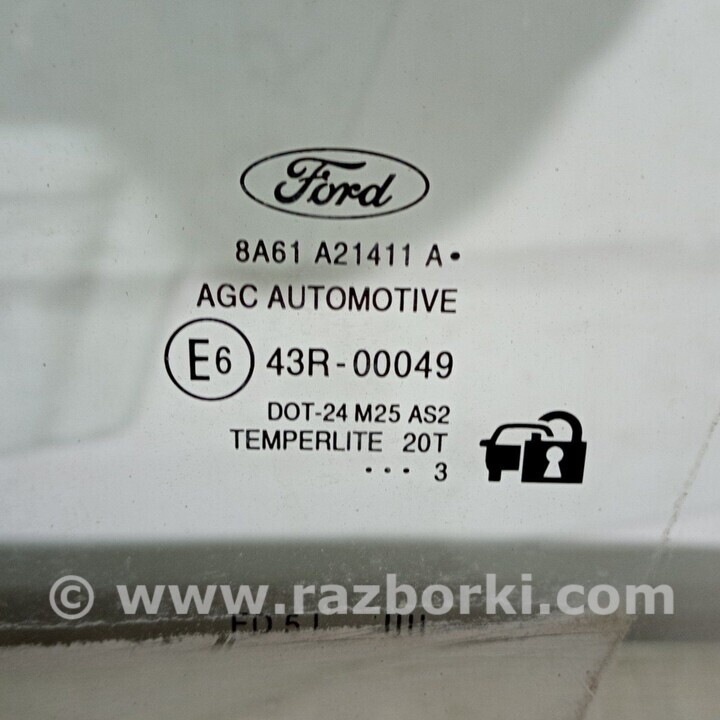 Ford
8A61 A21411 A•
AGC AUTOMOTIVE
E6 43R-00049
DOT-24 M25 AS2
TEMPERLITE 20T
••• 3
© www.razborki.com